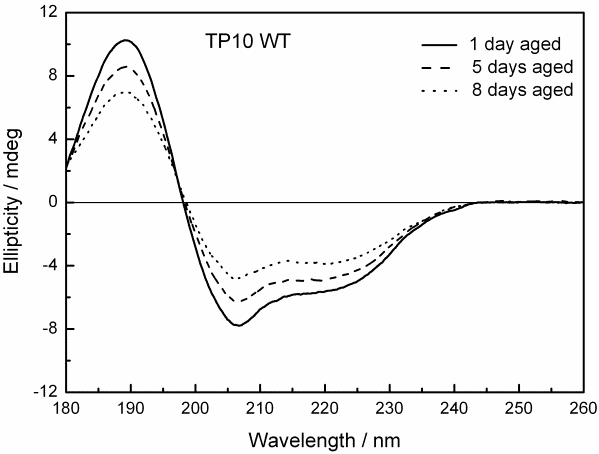 TP10 WT
1 day aged
5 days aged
8 days aged
12
8
4
0
-4
-8
-12
Ellipticity / mdeg
180 190 200 210 220 230 240 250 260
Wavelength / nm